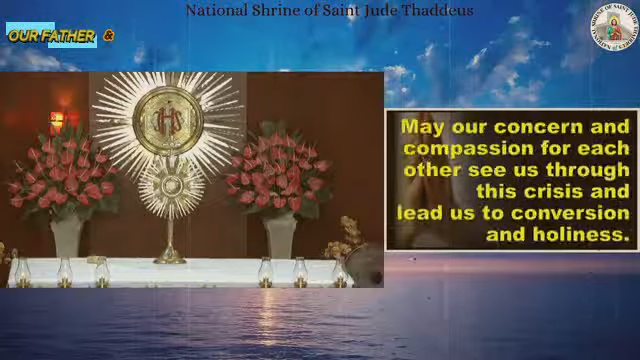 National Shrine of Saint Jude Thaddeus
OUR FATHER &
IHS
May our concern and
compassion for each
other see us through
this crisis and
lead us to conversion
and holiness.